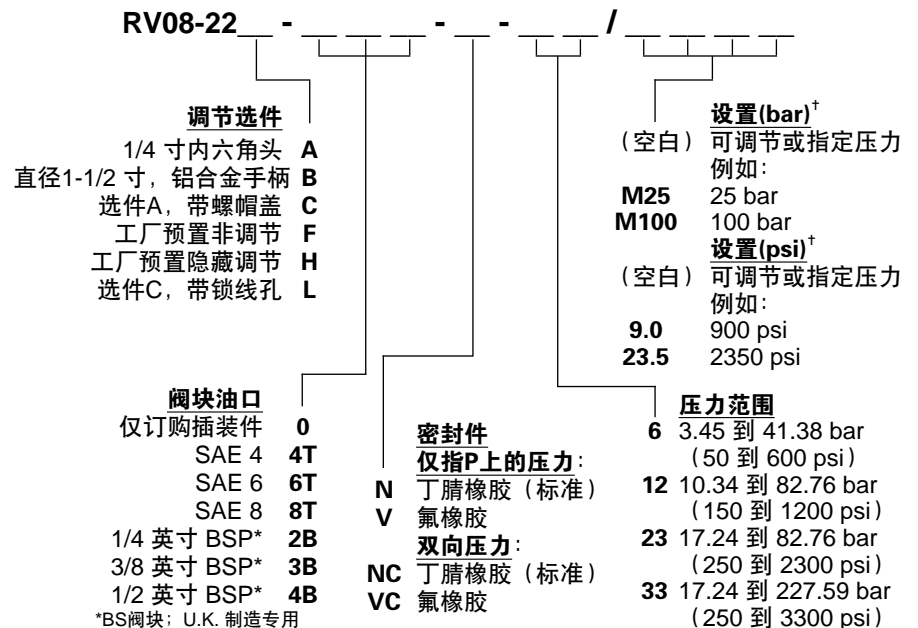 RV08-22__ - __ __ __ - __ - __ __ / __ __ __ __
调节选件
1/4 寸内六角头 A
直径1-1/2 寸，铝合金手柄 B
选件A，带螺帽盖 C
工厂预置非调节 F
工厂预置隐藏调节 H
选件C，带锁线孔 L
阀块油口
仅订购插装件 0
SAE 4 4T
SAE 6 6T
SAE 8 8T
1/4 英寸 BSP* 2B
3/8 英寸 BSP* 3B
1/2 英寸 BSP* 4B
*BS阀块；U.K. 制造专用
密封件
仅指P上的压力：
N 丁腈橡胶（标准）
V 氟橡胶
双向压力：
NC 丁腈橡胶（标准）
VC 氟橡胶
设置(bar)†
（空白） 可调节或指定压力
例如：
M25 25 bar
M100 100 bar
设置(psi)†
（空白） 可调节或指定压力
例如：
9.0 900 psi
23.5 2350 psi
压力范围
6 3.45 到 41.38 bar
（50 到 600 psi）
12 10.34 到 82.76 bar
（150 到 1200 psi）
23 17.24 到 82.76 bar
（250 到 2300 psi）
33 17.24 到 227.59 bar
（250 到 3300 psi）